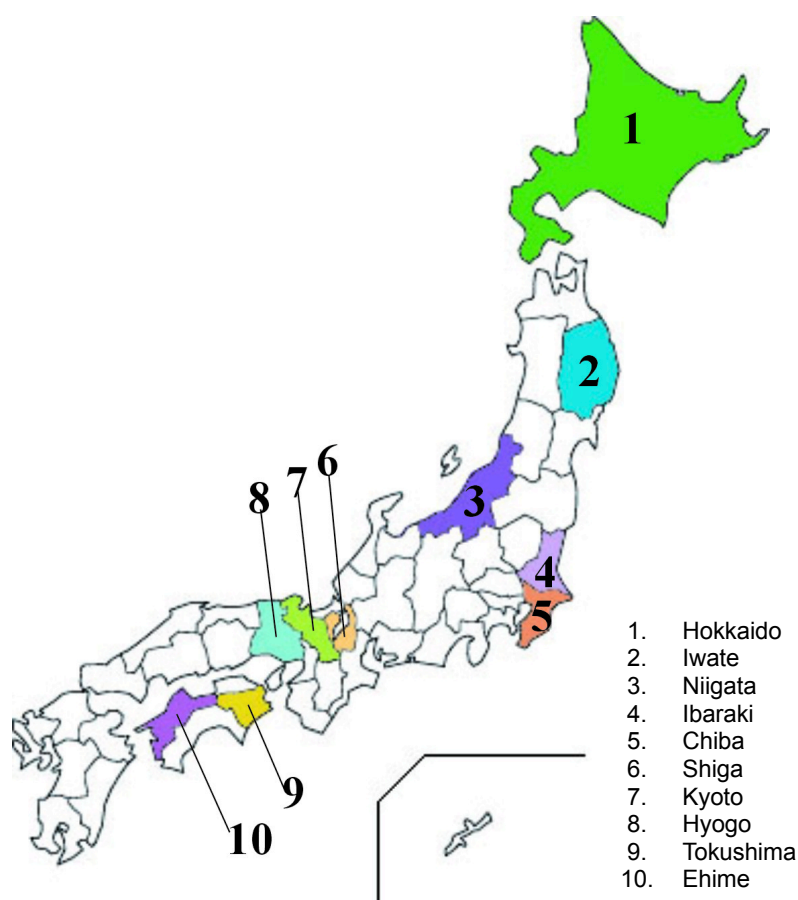 1
2
3
4
5
6
7
8
9
10
1. Hokkaido
2. Iwate
3. Niigata
4. Ibaraki
5. Chiba
6. Shiga
7. Kyoto
8. Hyogo
9. Tokushima
10. Ehime